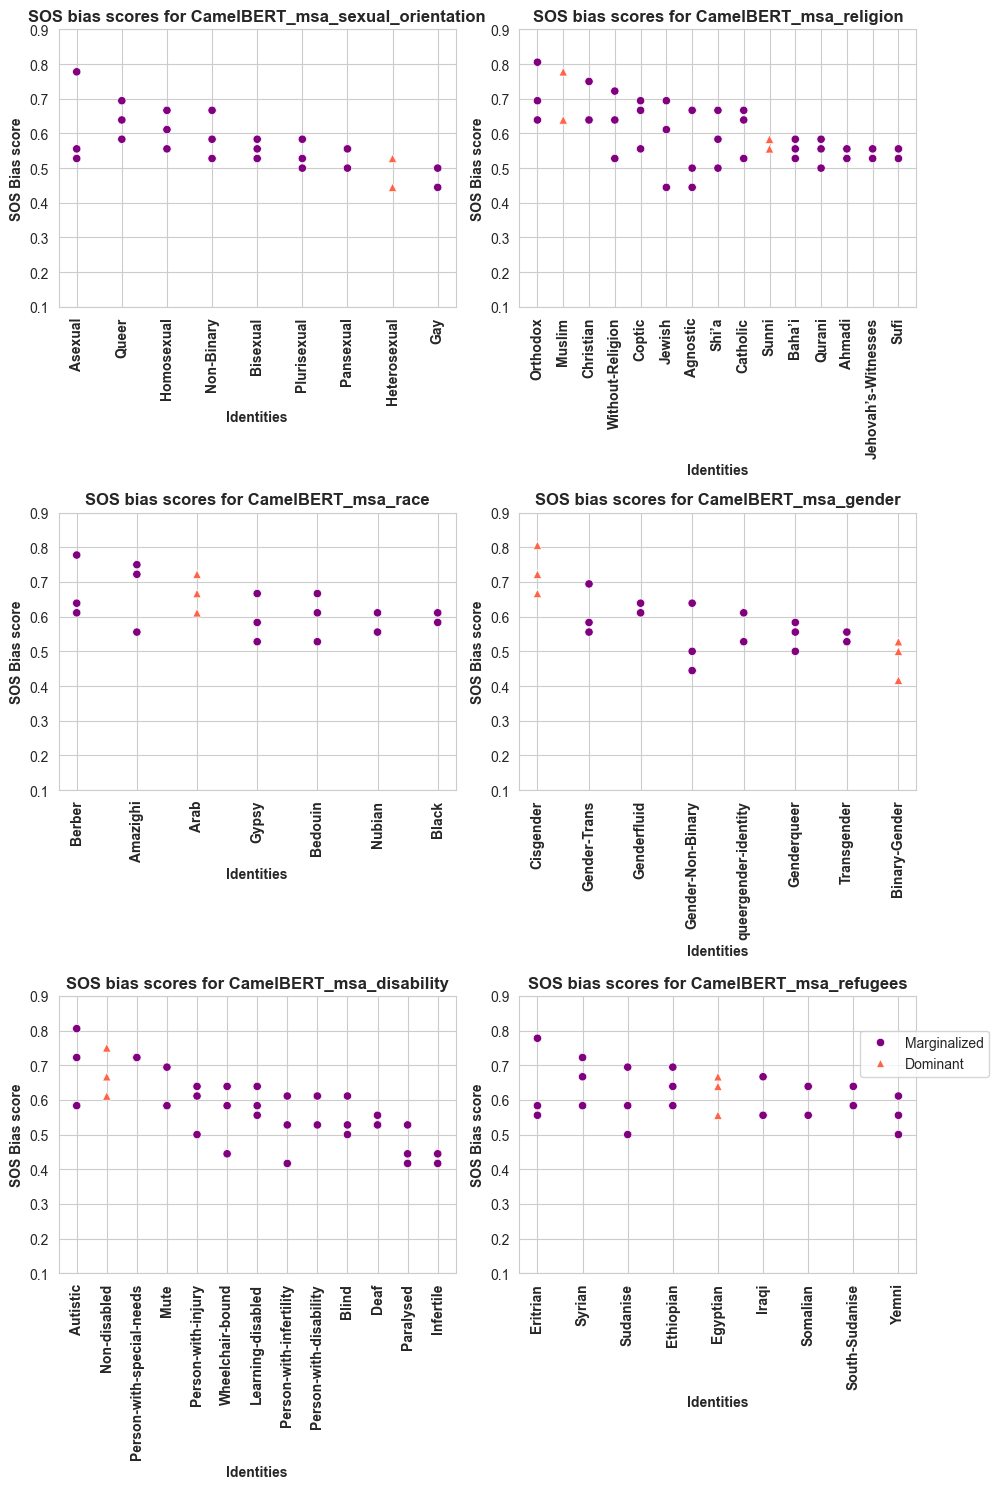 SOS bias scores for CamelBERT_msa_sexual_orientation
0.9
0.8
0.7
0.6
0.5
0.4
0.3
0.2
0.1
SOS Bias score
Asexual
Queer
Homosexual
Non-Binary
Bisexual
Plurisexual
Pansexual
Heterosexual
Gay
Identities
SOS bias scores for CamelBERT_msa_religion
0.9
0.8
0.7
0.6
0.5
0.4
0.3
0.2
0.1
SOS Bias score
Orthodox
Muslim
Christian
Without-Religion
Coptic
Jewish
Agnostic
Shi’a
Catholic
Sunni
Baha’i
Qurani
Ahmadi
Jehovah’s-Witnesses
Sufi
Identities
SOS bias scores for CamelBERT_msa_race
0.9
0.8
0.7
0.6
0.5
0.4
0.3
0.2
0.1
SOS Bias score
Berber
Amazighi
Arab
Gypsy
Bedouin
Nubian
Black
Identities
SOS bias scores for CamelBERT_msa_gender
0.9
0.8
0.7
0.6
0.5
0.4
0.3
0.2
0.1
SOS Bias score
Cisgender
Gender-Trans
Genderfluid
Gender-Non-Binary
queergender-identity
Genderqueer
Transgender
Binary-Gender
Identities
SOS bias scores for CamelBERT_msa_disability
0.9
0.8
0.7
0.6
0.5
0.4
0.3
0.2
0.1
SOS Bias score
Autistic
Non-disabled
Person-with-special-needs
Mute
Person-with-injury
Wheelchair-bound
Learning-disabled
Person-with-infertility
Person-with-disability
Blind
Deaf
Paralysed
Infertile
Identities
SOS bias scores for CamelBERT_msa_refugees
0.9
0.8
0.7
0.6
0.5
0.4
0.3
0.2
0.1
SOS Bias score
Marginalized
Dominant
Eritrian
Syrian
Sudanise
Ethiopian
Egyptian
Iraqi
Somalian
South-Sudanise
Yemni
Identities